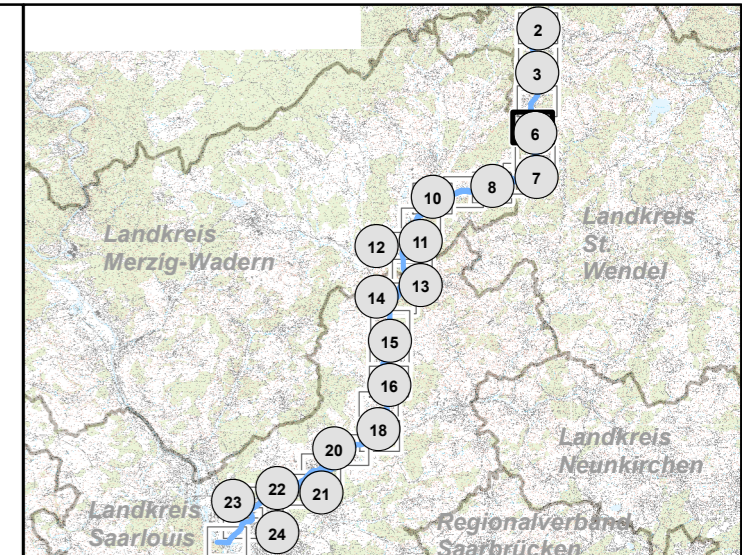 2
3
6
7
8
10
Landkreis
St.
Wendel
Landkreis
Merzig-Wadern
11
12
13
14
15
16
18
Landkreis
Neunkirchen
20
22
21
23
Landkreis
Saarlouis
24
Regionalverband
Saarbrücken